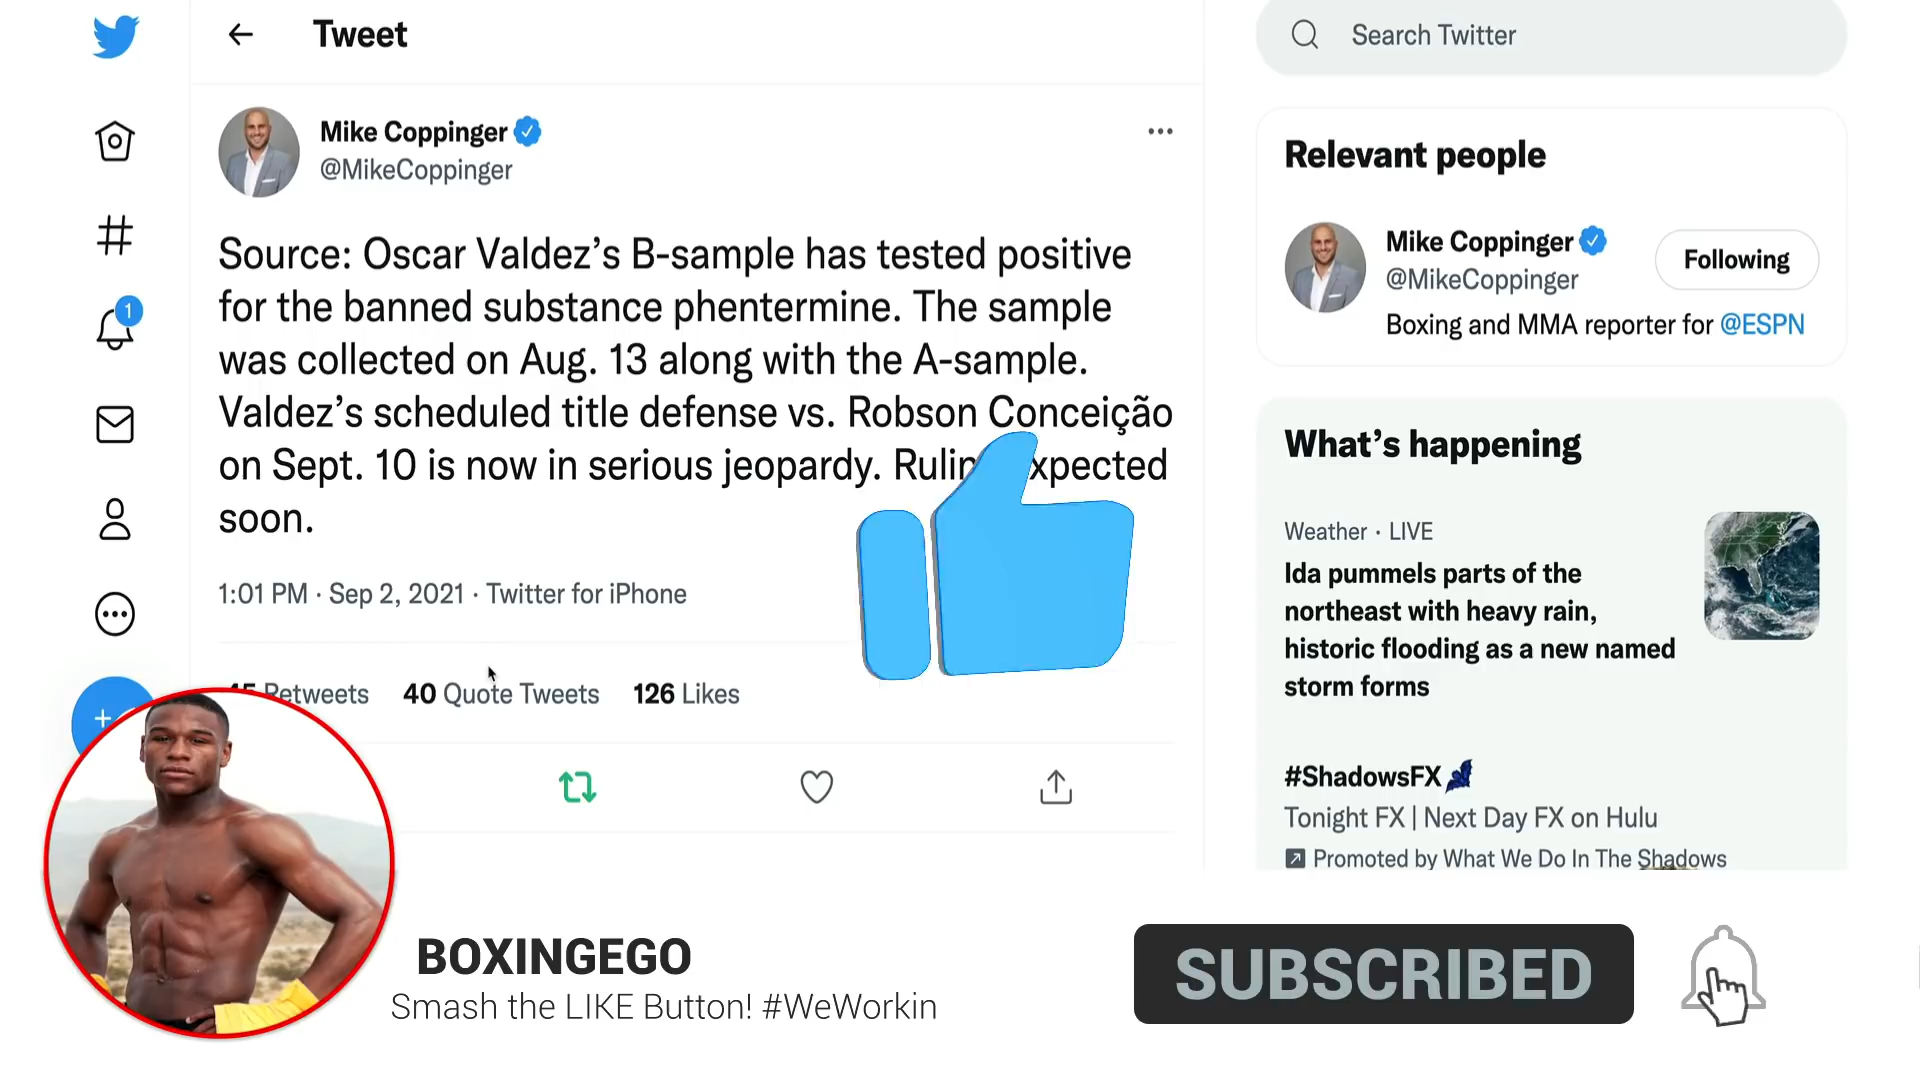 Tweet
Search Twitter
Mike Coppinger
@MikeCoppinger
Source: Oscar Valdez’s B-sample has tested positive
for the banned substance phentermine. The sample
was collected on Aug. 13 along with the A-sample.
Valdez’s scheduled title defense vs. Robson Conceição
on Sept. 10 is now in serious jeopardy.
soon.
1:01 PM · Sep 2, 2021 · Twitter for iPhone
Retweets 40 Quote Tweets 126 Likes
Relevant people
Mike Coppinger
@MikeCoppinger
Following
Boxing and MMA reporter for @ESPN
What’s happening
Weather · LIVE
Ida pummels parts of the
northeast with heavy rain,
historic flooding as a new named
storm forms
#ShadowsFX
Tonight FX | Next Day FX on Hulu
Promoted by What We Do In The Shadows
1
BOXINGEGO
Smash the LIKE Button! #WeWorkin
SUBSCRIBED